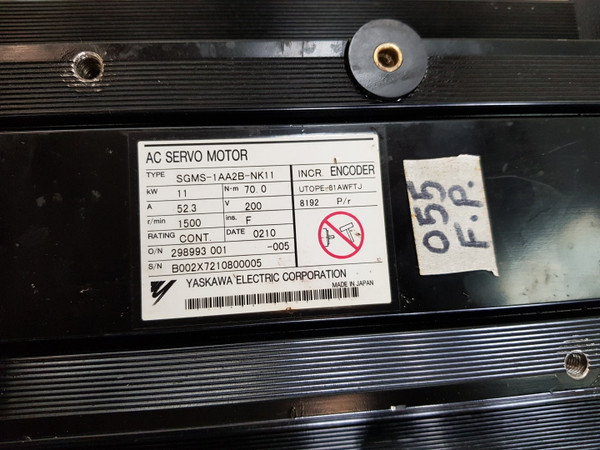 AC SERVO MOTOR
TYPE SGMS-1AA2B-NK11
kW 11 N·m 70.0
A 52.3 V 200
r/min 1500 ins. F
RATING CONT. DATE 0210
O/N 298993 001 -005
S/N B002X7210800005
INCR. ENCODER
UTOPE-81AWFTJ
8192 P/r
YASKAWA ELECTRIC CORPORATION
MADE IN JAPAN
055
F.P.